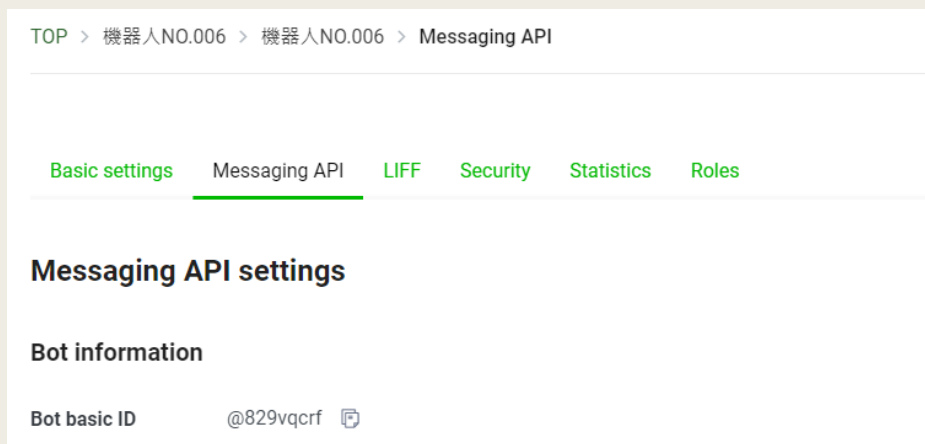 TOP > 機器人NO.006 > 機器人NO.006 > Messaging API
Basic settings Messaging API LIFF Security Statistics Roles
Messaging API settings
Bot information
Bot basic ID @829vqcrf